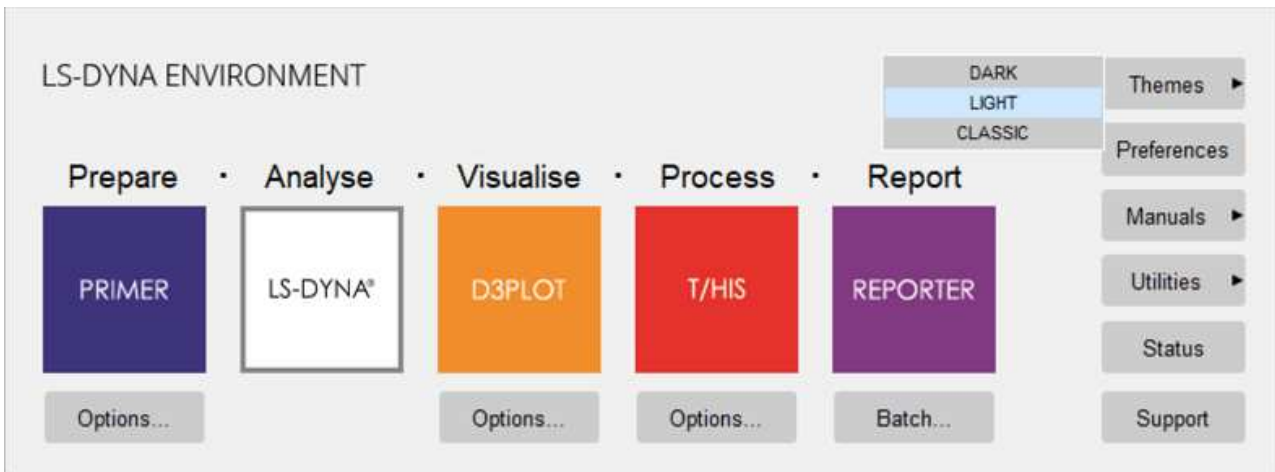 LS-DYNA ENVIRONMENT
DARK
LIGHT
CLASSIC
Themes
Preferences
Prepare · Analyse · Visualise · Process · Report
Manuals
PRIMER
LS-DYNA®
D3PLOT
T/HIS
REPORTER
Utilities
Status
Options...
Options...
Options...
Batch...
Support